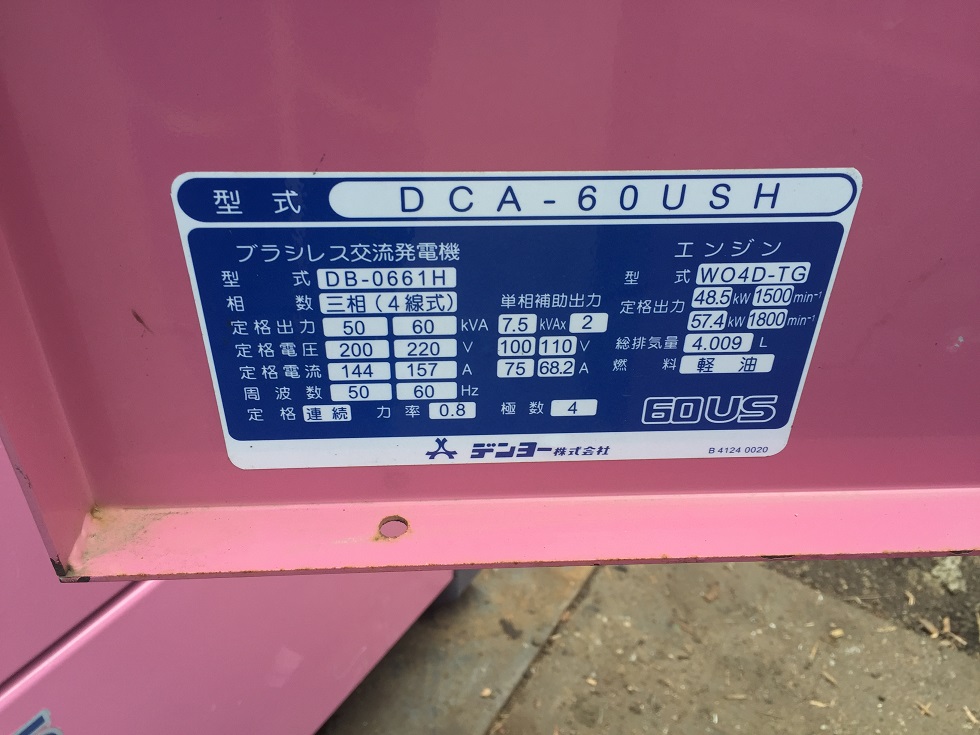 型式 DCA-60USH
ブラシレス交流発電機
型式 DB-0661H
相数 三相(4線式)
定格出力 50 60 kVA
定格電圧 200 220 V
定格電流 144 157 A
周波数 50 60 Hz
定格 連続 力率 0.8 極数 4
単相補助出力
7.5 kVAx 2
100 110 V
75 68.2 A
エンジン
型式 WO4D-TG
定格出力 48.5 kW 1500 min-1
57.4 kW 1800 min-1
総排気量 4.009 L
燃料 軽油
60US
デンヨー株式会社
B 4124 0020